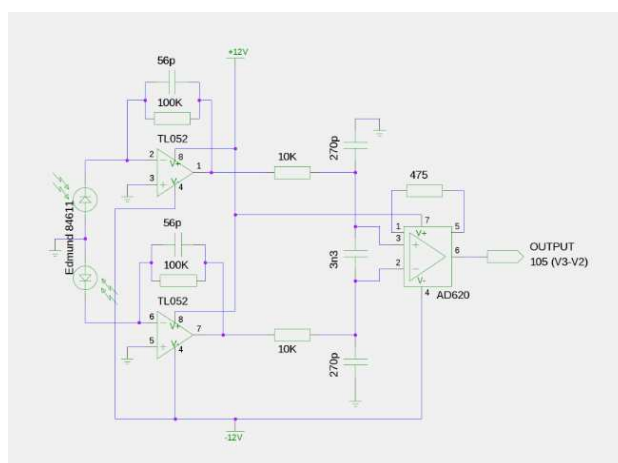 +12V
56p
100K
TL052
2
8
V+
1
3
V-
4
10K
270p
475
Edmund 84611
56p
100K
TL052
6
8
V+
7
5
V-
4
10K
3n3
270p
1
7
5
V+
3
6
2
V-
4
AD620
OUTPUT
105 (V3-V2)
-12V